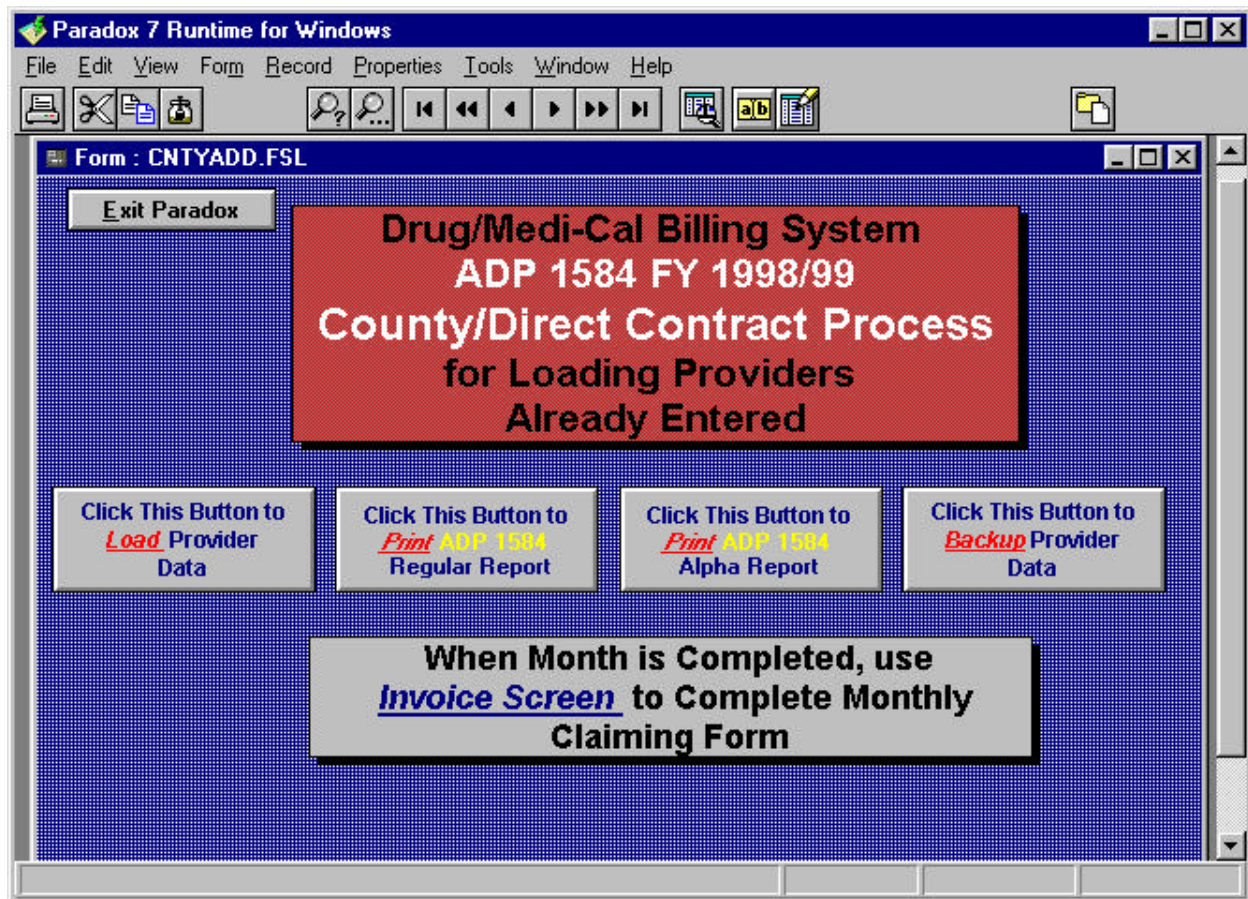 Paradox 7 Runtime for Windows
File Edit View Form Record Properties Tools Window Help
Form : CNTYADD.FSL
Exit Paradox
Drug/Medi-Cal Billing System
ADP 1584 FY 1998/99
County/Direct Contract Process
for Loading Providers
Already Entered
Click This Button to
Load Provider
Data
Click This Button to
Print ADP 1584
Regular Report
Click This Button to
Print ADP 1584
Alpha Report
Click This Button to
Backup Provider
Data
When Month is Completed, use
Invoice Screen to Complete Monthly
Claiming Form